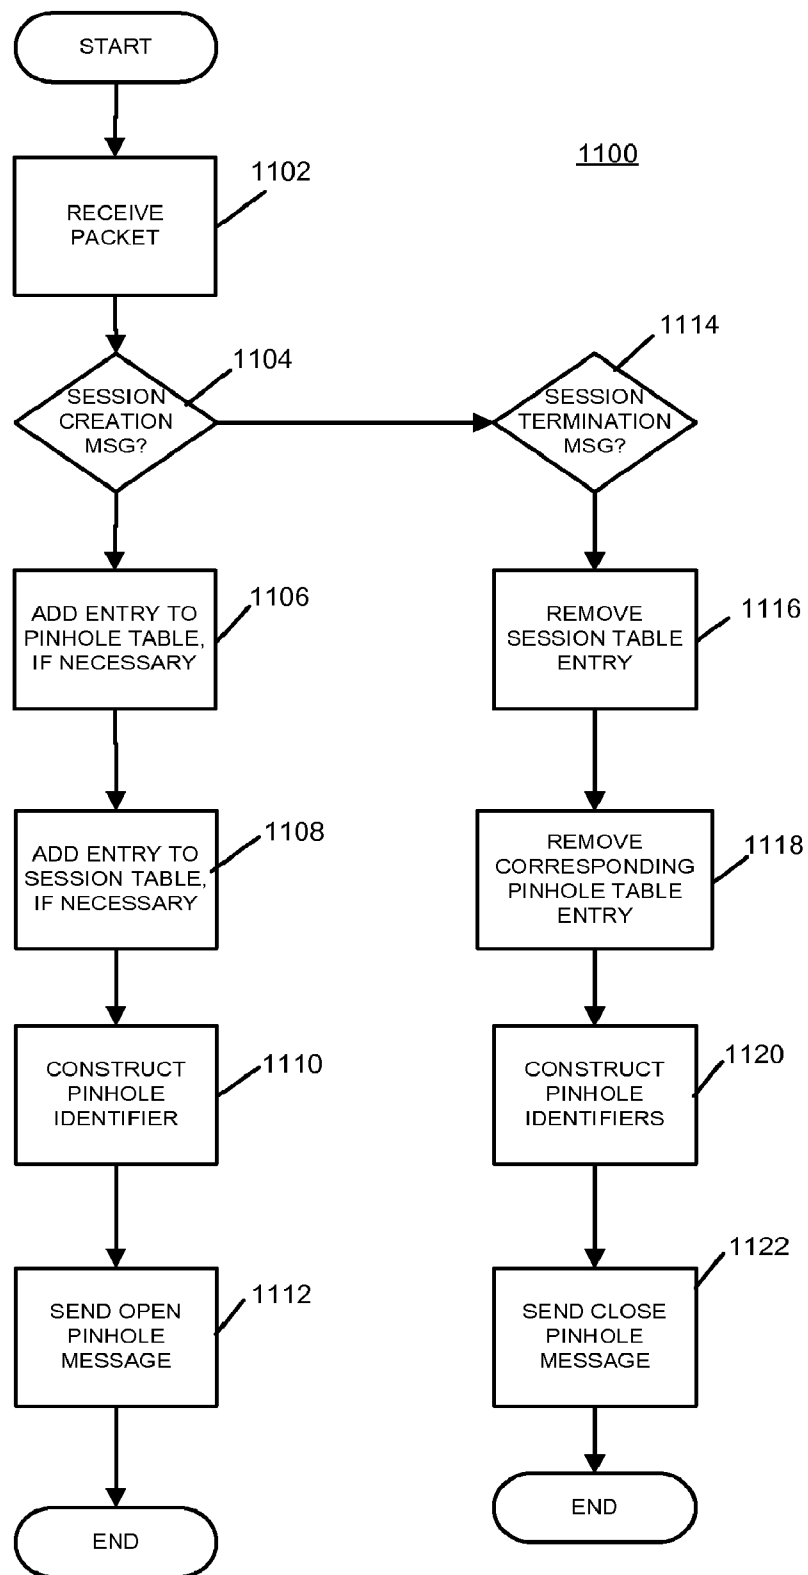 START
1100
1102
RECEIVE
PACKET
1104
SESSION
CREATION
MSG?
1114
SESSION
TERMINATION
MSG?
1106
ADD ENTRY TO
PINHOLE TABLE,
IF NECESSARY
1116
REMOVE
SESSION TABLE
ENTRY
1108
ADD ENTRY TO
SESSION TABLE,
IF NECESSARY
1118
REMOVE
CORRESPONDING
PINHOLE TABLE
ENTRY
1110
CONSTRUCT
PINHOLE
IDENTIFIER
1120
CONSTRUCT
PINHOLE
IDENTIFIERS
1112
SEND OPEN
PINHOLE
MESSAGE
1122
SEND CLOSE
PINHOLE
MESSAGE
END
END